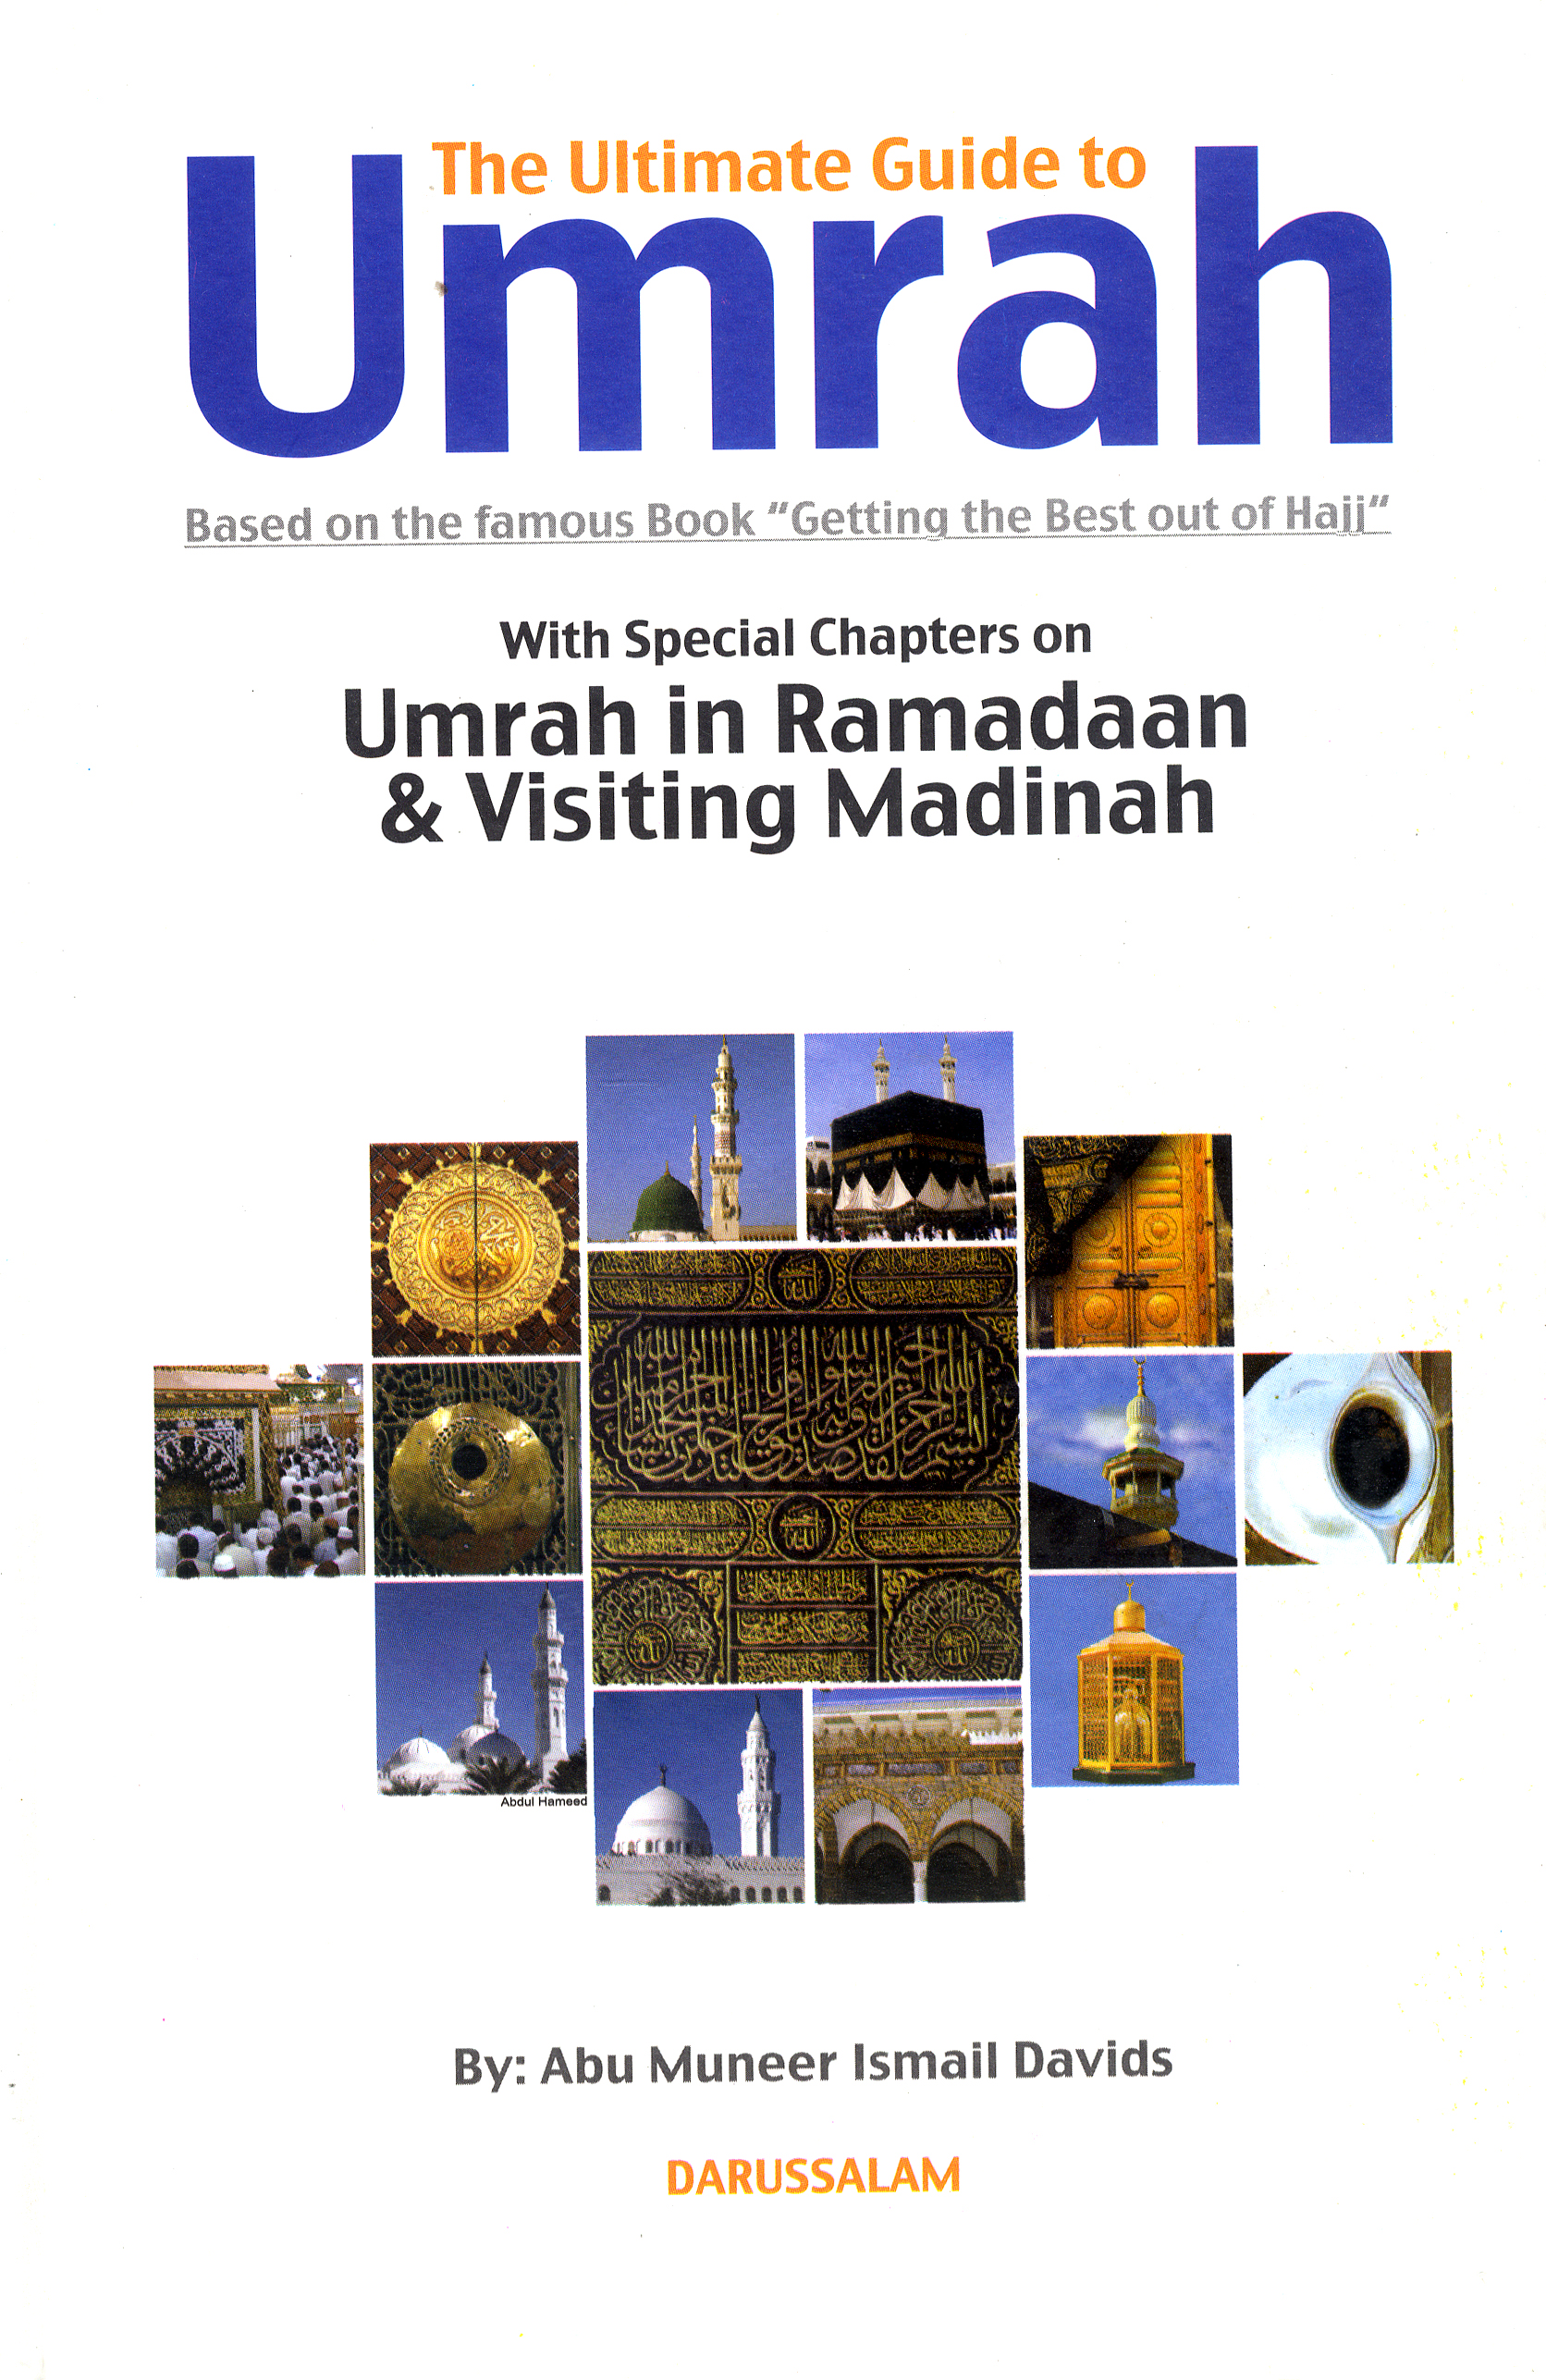 The Ultimate Guide to
Umrah
Based on the famous Book “Getting the Best out of Hajj”
With Special Chapters on
Umrah in Ramadaan
& Visiting Madinah
Abdul Hameed
By: Abu Muneer Ismail Davids
DARUSSALAM